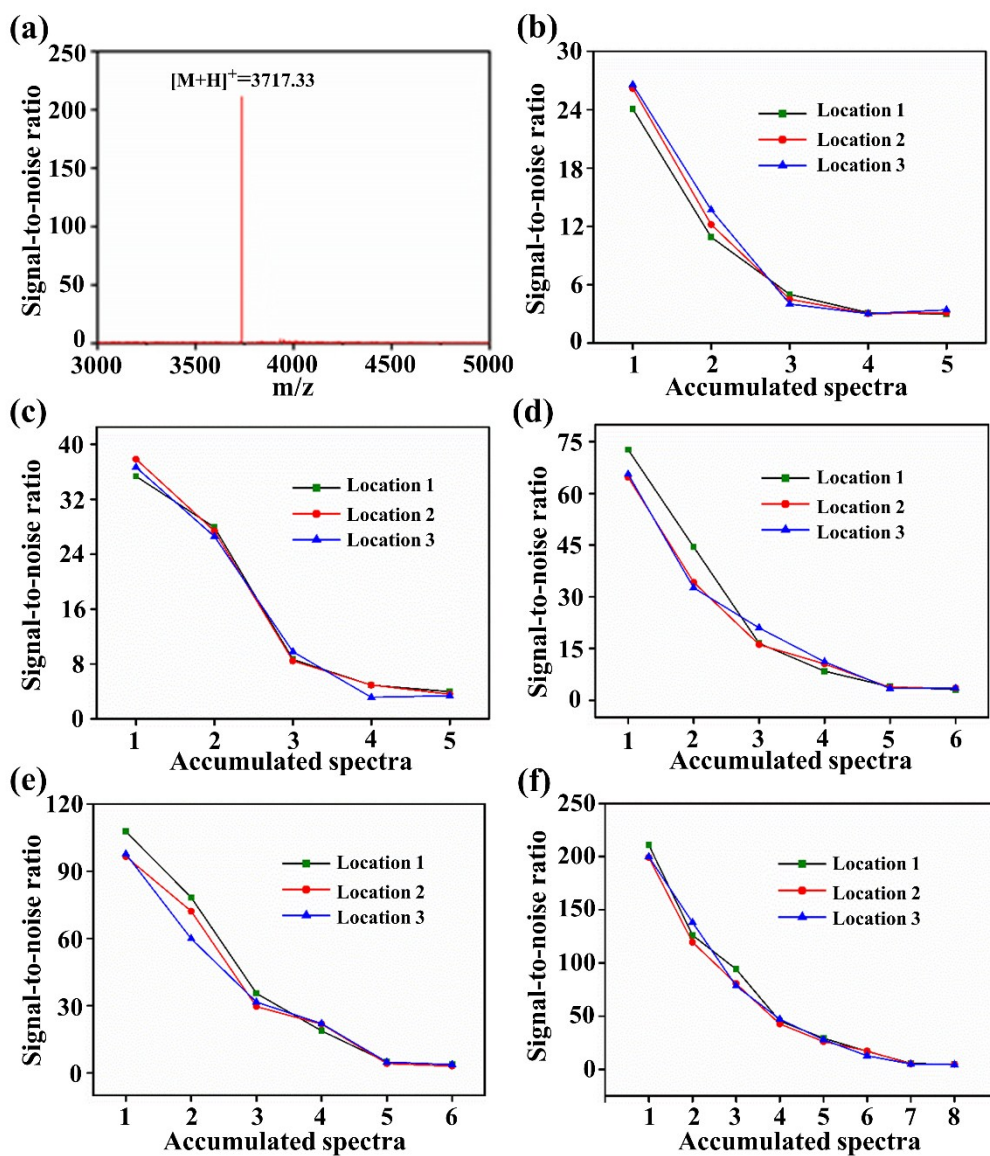 (a)
250
200
150
100
50
0
Signal-to-noise ratio
[M+H]⁺=3717.33
3000 3500 4000 4500 5000
m/z
(b)
30
24
18
12
6
0
Signal-to-noise ratio
Location 1
Location 2
Location 3
1 2 3 4 5
Accumulated spectra
(c)
40
32
24
16
8
0
Signal-to-noise ratio
Location 1
Location 2
Location 3
1 2 3 4 5
Accumulated spectra
(d)
75
60
45
30
15
0
Signal-to-noise ratio
Location 1
Location 2
Location 3
1 2 3 4 5 6
Accumulated spectra
(e)
120
90
60
30
0
Signal-to-noise ratio
Location 1
Location 2
Location 3
1 2 3 4 5 6
Accumulated spectra
(f)
250
200
150
100
50
0
Signal-to-noise ratio
Location 1
Location 2
Location 3
1 2 3 4 5 6 7 8
Accumulated spectra